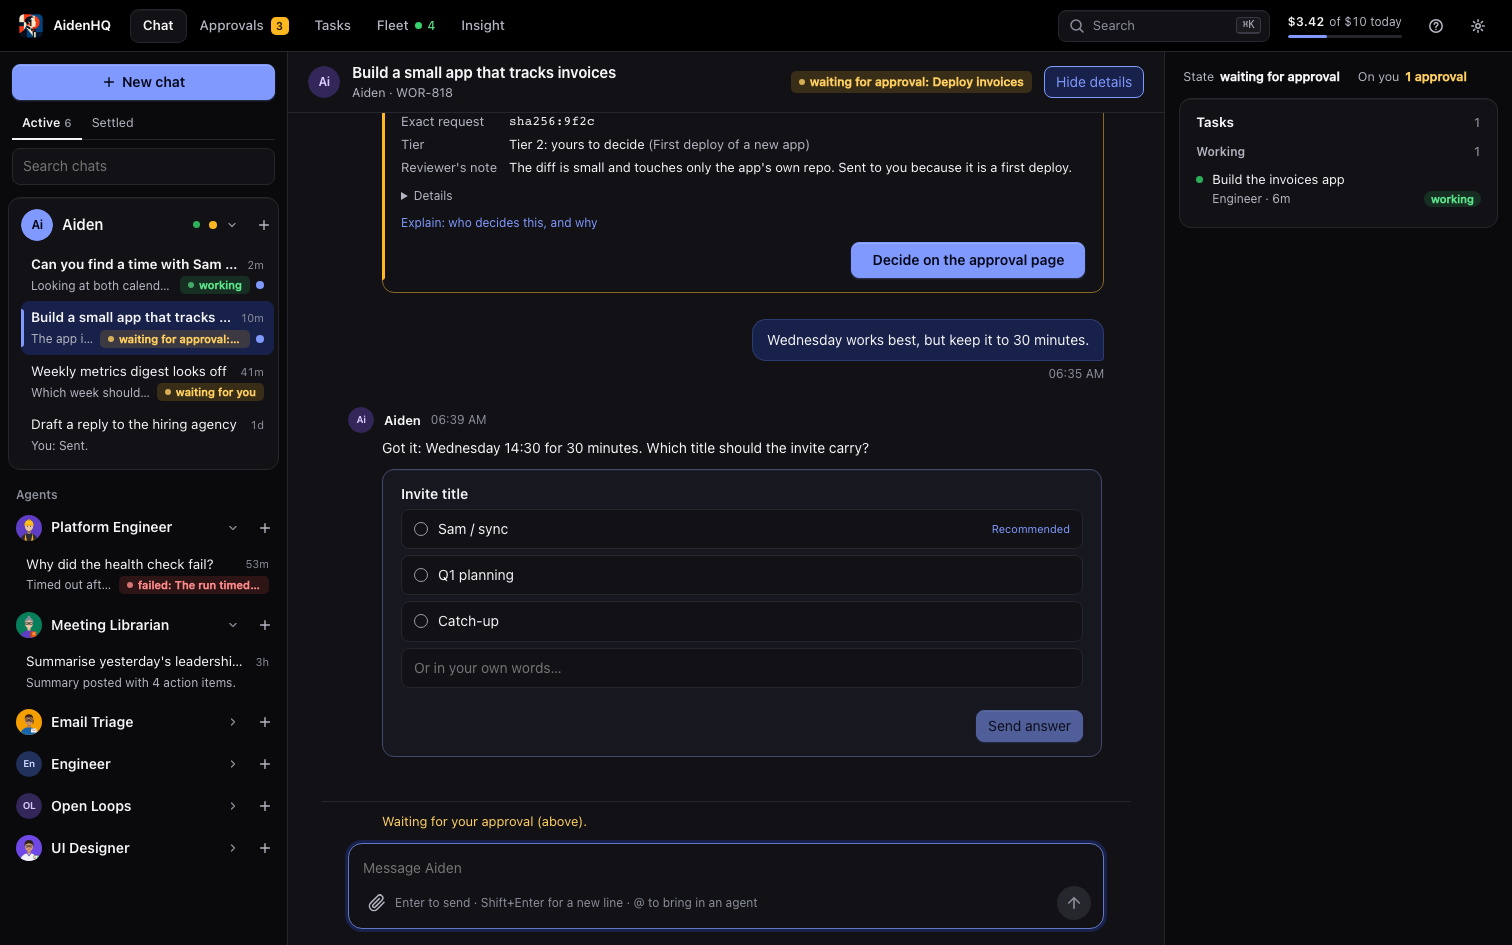 AidenHQ
Chat
Approvals 3
Tasks
Fleet 4
Insight
Search ⌘K
$3.42 of $10 today
+ New chat
Active 6
Settled
Search chats
Ai Aiden
Can you find a time with Sam ... 2m
Looking at both calend... working
Build a small app that tracks ... 10m
The app i... waiting for approval:...
Weekly metrics digest looks off 41m
Which week should... waiting for you
Draft a reply to the hiring agency 1d
You: Sent.
Agents
Platform Engineer
Why did the health check fail? 53m
Timed out aft... failed: The run timed...
Meeting Librarian
Summarise yesterday's leadershi... 3h
Summary posted with 4 action items.
Email Triage
En Engineer
OL Open Loops
UI Designer
Ai
Build a small app that tracks invoices
Aiden · WOR-818
waiting for approval: Deploy invoices
Hide details
Exact request sha256:9f2c
Tier Tier 2: yours to decide (First deploy of a new app)
Reviewer's note The diff is small and touches only the app's own repo. Sent to you because it is a first deploy.
Details
Explain: who decides this, and why
Decide on the approval page
Wednesday works best, but keep it to 30 minutes.
06:35 AM
Ai Aiden 06:39 AM
Got it: Wednesday 14:30 for 30 minutes. Which title should the invite carry?
Invite title
Sam / sync Recommended
Q1 planning
Catch-up
Or in your own words...
Send answer
Waiting for your approval (above).
Message Aiden
Enter to send · Shift+Enter for a new line · @ to bring in an agent
State waiting for approval On you 1 approval
Tasks 1
Working 1
Build the invoices app
Engineer · 6m working